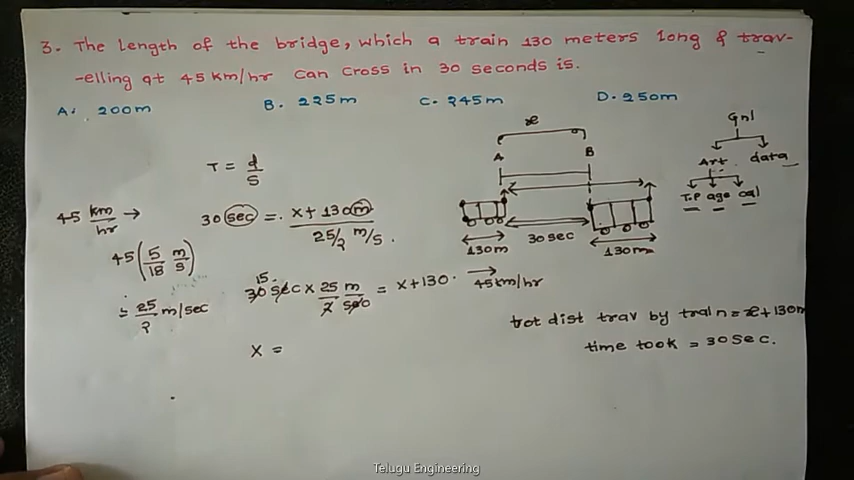 3. The length of the bridge, which a train 130 meters long & trav-
-elling at 45 km/hr can cross in 30 seconds is.
A. 200m B. 225m C. 245m D. 250m
T = d/s
45 km/hr →
45(5/18 m/s)
= 25/2 m/sec
30 sec = x + 130m / 25/2 m/s.
15
30 sec x 25/2 m/sec = x + 130.
x =
x
A B
130m 30 sec 130m
45 km/hr
Gnl
Art data
T.P age cal
tot dist trav by train = x + 130m
time took = 30 sec.
Telugu Engineering